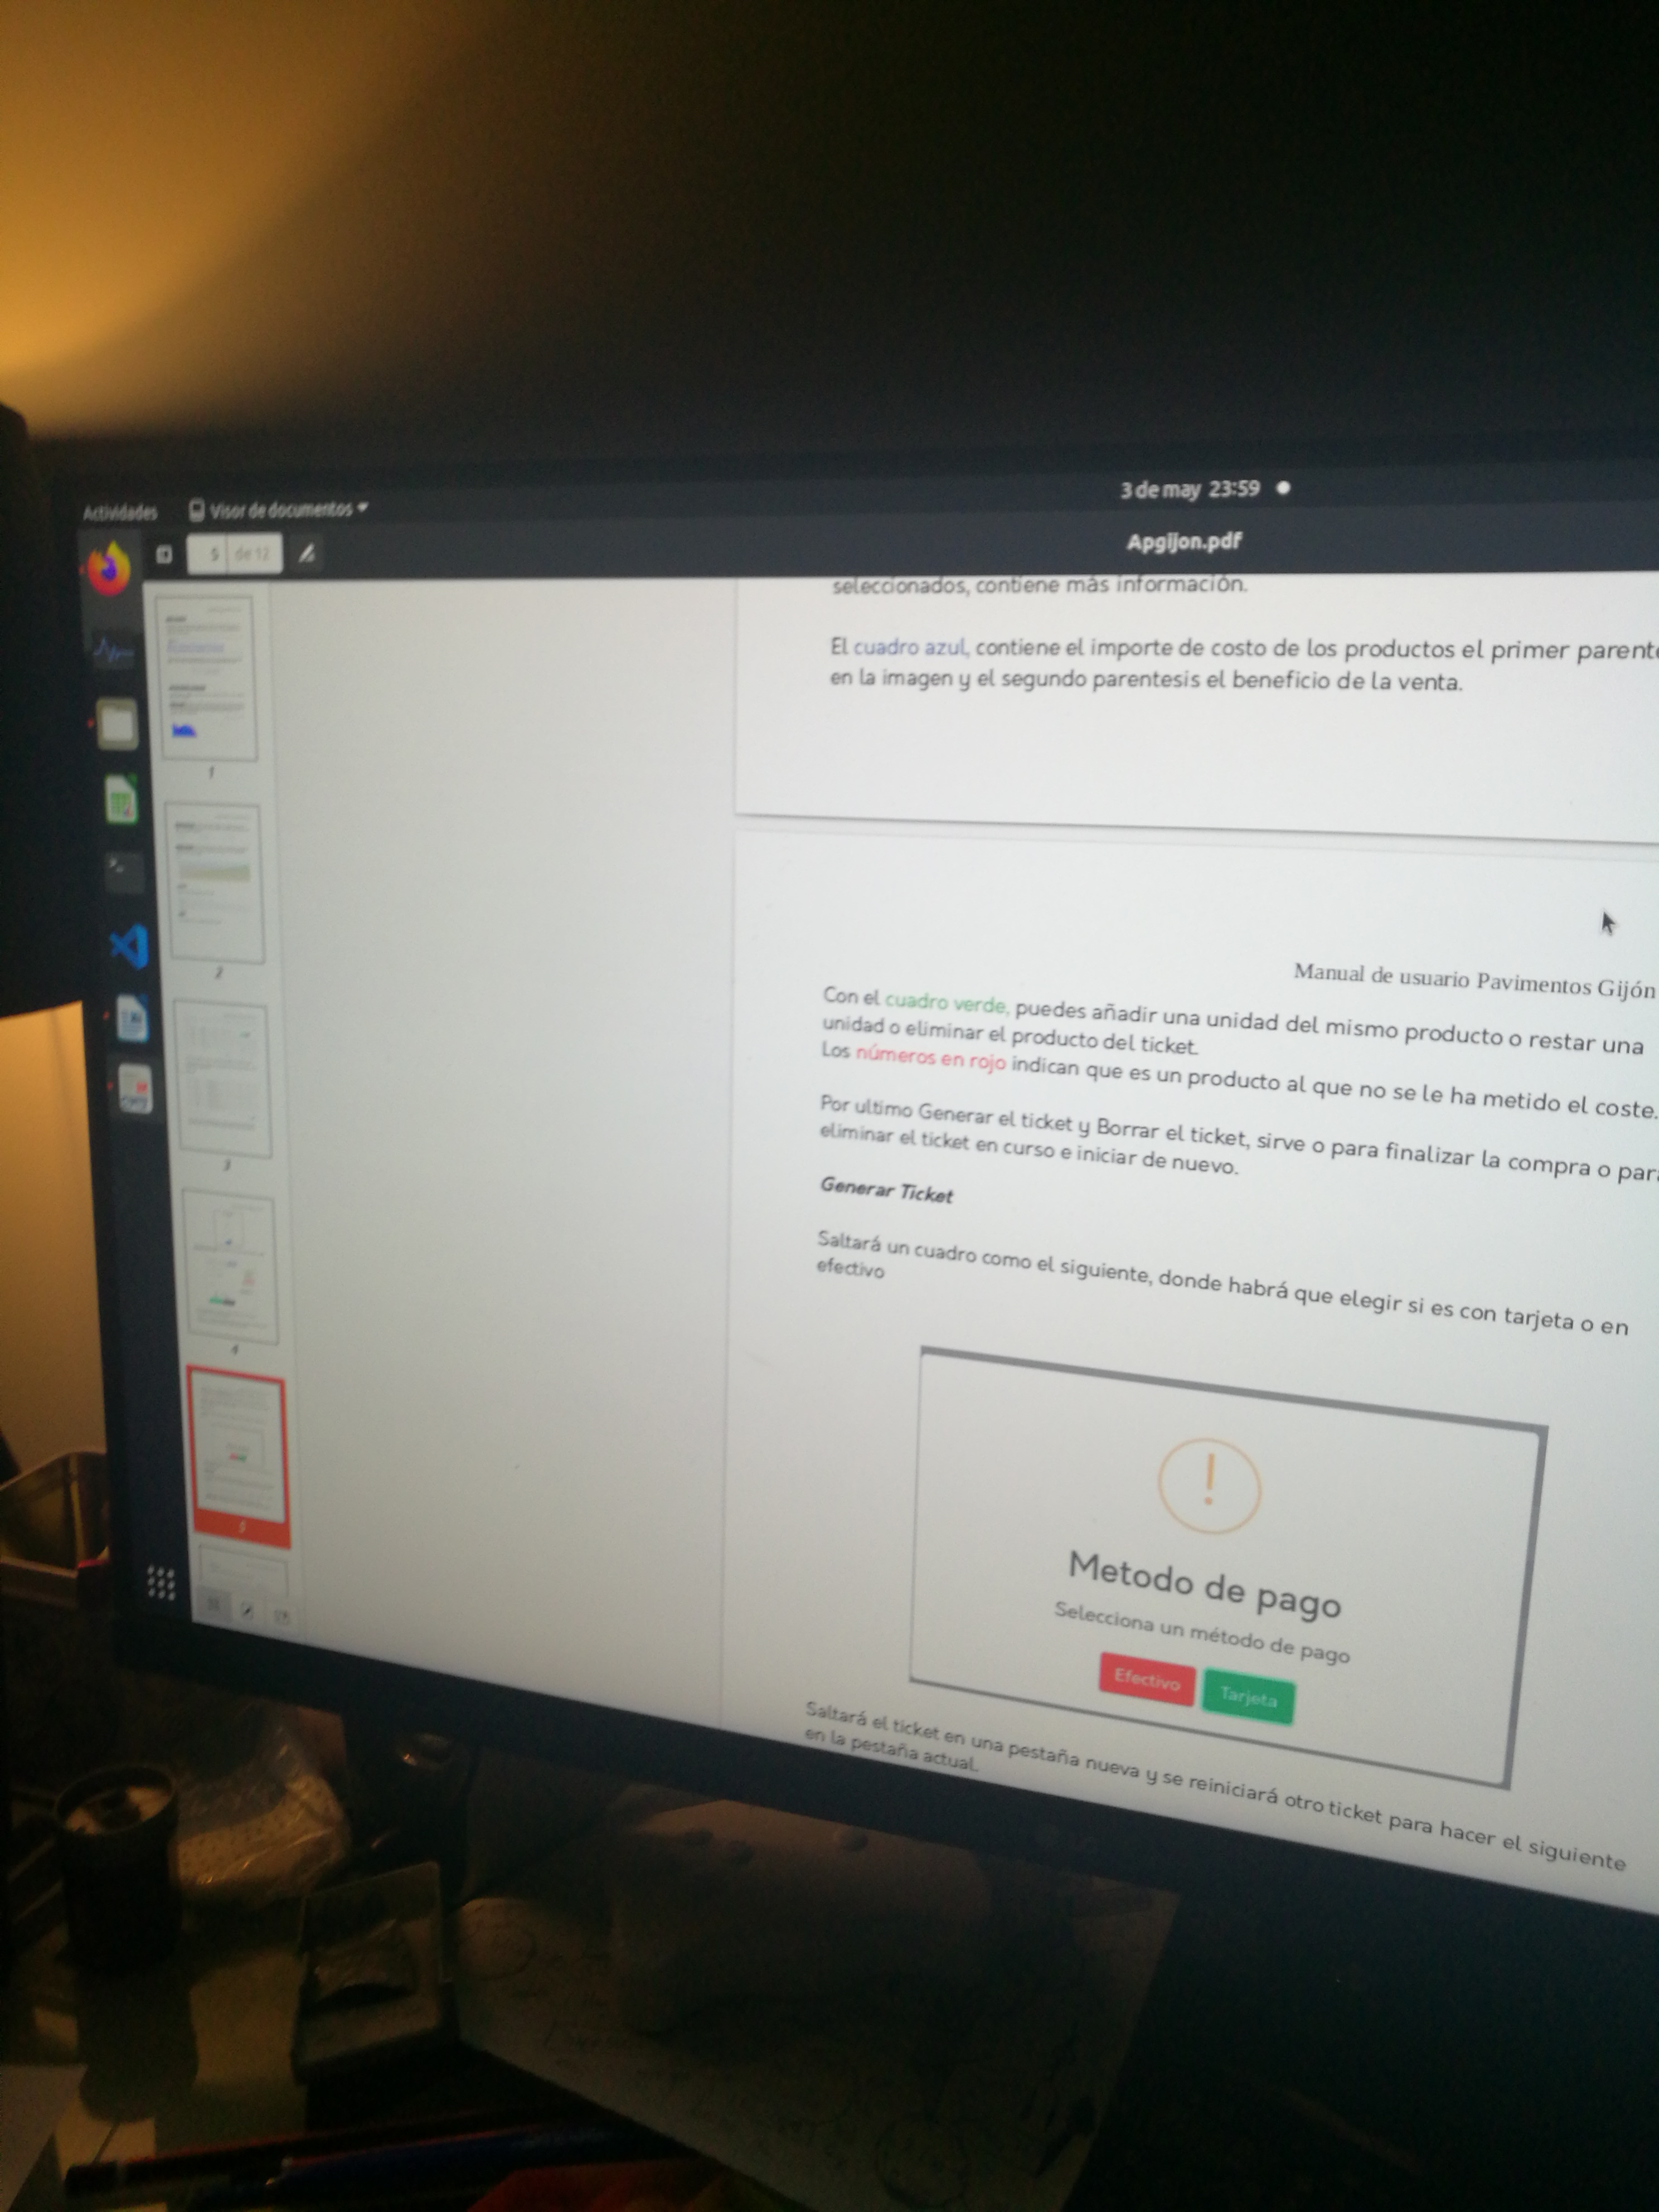 Actividades
Visor de documentos
3 de may 23:59
5 de 12
Apgijon.pdf
seleccionados, contiene más información.
El cuadro azul, contiene el importe de costo de los productos el primer parent
en la imagen y el segundo parentesis el beneficio de la venta.
Manual de usuario Pavimentos Gijón
Con el cuadro verde, puedes añadir una unidad del mismo producto o restar una
unidad o eliminar el producto del ticket.
Los números en rojo indican que es un producto al que no se le ha metido el coste.
Por ultimo Generar el ticket y Borrar el ticket, sirve o para finalizar la compra o par
eliminar el ticket en curso e iniciar de nuevo.
Generar Ticket
Saltará un cuadro como el siguiente, donde habrá que elegir si es con tarjeta o en
efectivo
!
Metodo de pago
Selecciona un método de pago
Efectivo
Tarjeta
Saltará el ticket en una pestaña nueva y se reiniciará otro ticket para hacer el siguiente
en la pestaña actual.
1
2
3
4
5